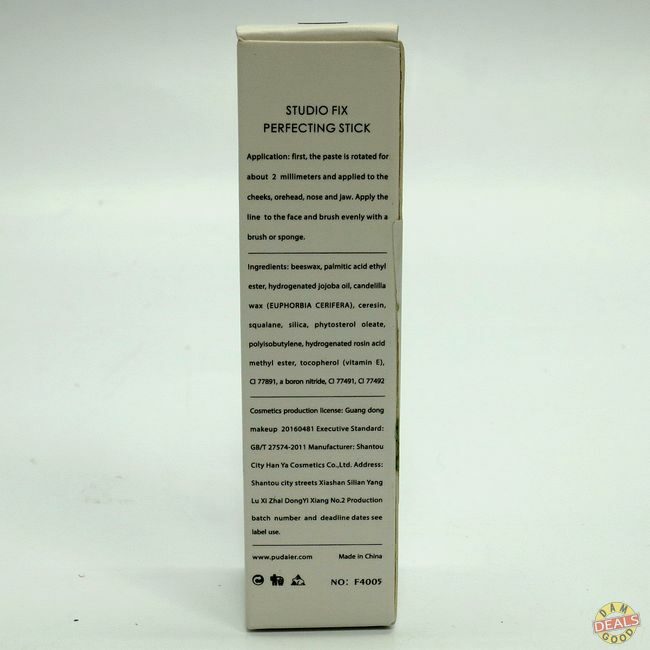 STUDIO FIX
PERFECTING STICK
Application: first, the paste is rotated for
about 2 millimeters and applied to the
cheeks, orehead, nose and jaw. Apply the
line to the face and brush evenly with a
brush or sponge.
Ingredients: beeswax, palmitic acid ethyl
ester, hydrogenated jojoba oil, candelilla
wax (EUPHORBIA CERIFERA), ceresin,
squalane, silica, phytosterol oleate,
polyisobutylene, hydrogenated rosin acid
methyl ester, tocopherol (vitamin E),
CI 77891, a boron nitride, CI 77491, CI 77492
Cosmetics production license: Guang dong
makeup 20160481 Executive Standard:
GB/T 27574-2011 Manufacturer: Shantou
City Han Ya Cosmetics Co.,Ltd. Address:
Shantou city streets Xiashan Silian Yang
Lu Xi Zhai DongYi Xiang No.2 Production
batch number and deadline dates see
label use.
www.pudaier.com Made in China
NO: F4005
DAM
DEALS
GOOD